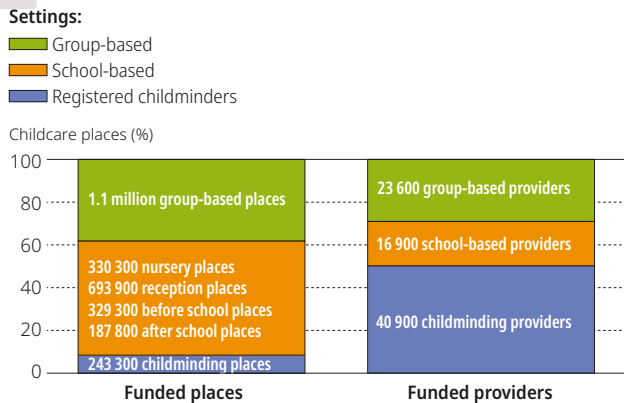 Settings:
Group-based
School-based
Registered childminders
Childcare places (%)
100
80
60
40
20
0
1.1 million group-based places
330 300 nursery places
693 900 reception places
329 300 before school places
187 800 after school places
243 300 childminding places
23 600 group-based providers
16 900 school-based providers
40 900 childminding providers
Funded places
Funded providers